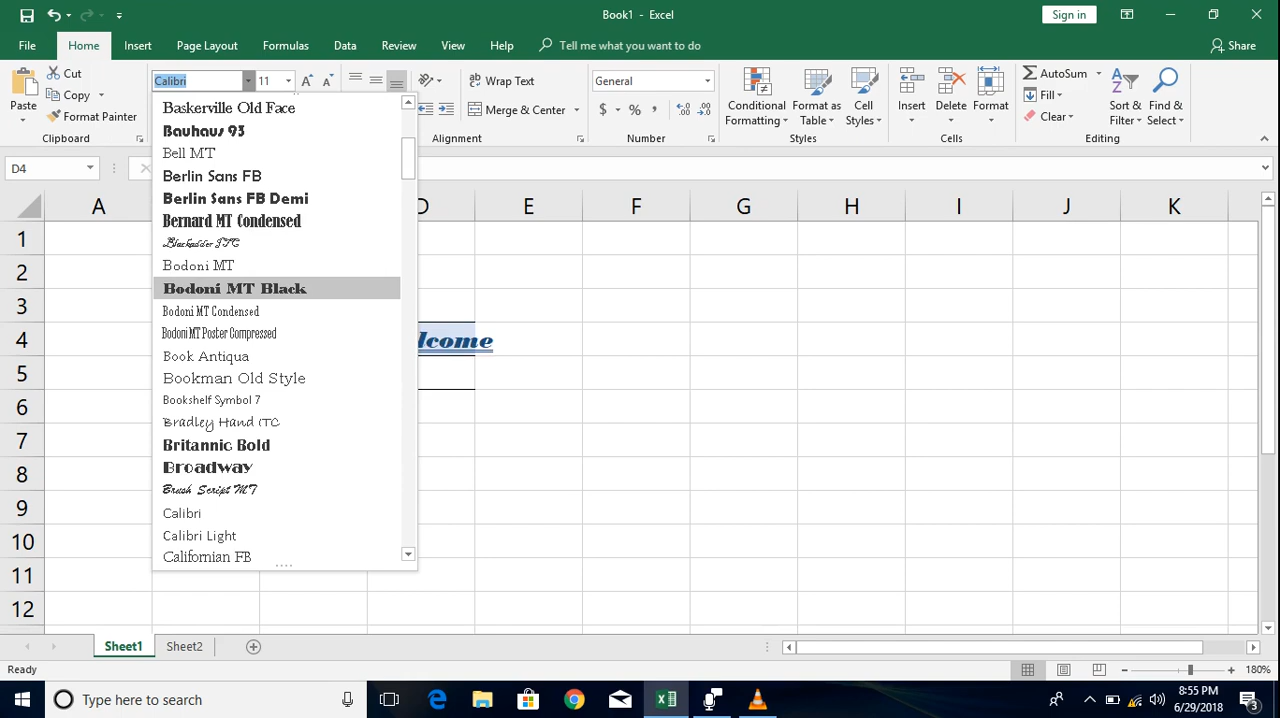 Book1 - Excel
Sign in
File Home Insert Page Layout Formulas Data Review View Help Tell me what you want to do Share
Paste
Cut
Copy
Format Painter
Clipboard
Calibri 11
Wrap Text
Merge & Center
Alignment
General
$ % ,
Number
Conditional Formatting
Format as Table
Cell Styles
Styles
Insert
Delete
Format
Cells
AutoSum
Fill
Clear
Sort & Filter
Find & Select
Editing
D4
Baskerville Old Face
Bauhaus 93
Bell MT
Berlin Sans FB
Berlin Sans FB Demi
Bernard MT Condensed
Blackadder ITC
Bodoni MT
Bodoni MT Black
Bodoni MT Condensed
Bodoni MT Poster Compressed
Book Antiqua
Bookman Old Style
Bookshelf Symbol 7
Bradley Hand ITC
Britannic Bold
Broadway
Brush Script MT
Calibri
Calibri Light
Californian FB
A D E F G H I J K
1
2
3
4 lcome
5
6
7
8
9
10
11
12
Sheet1 Sheet2
Ready
180%
Type here to search
8:55 PM
6/29/2018
3